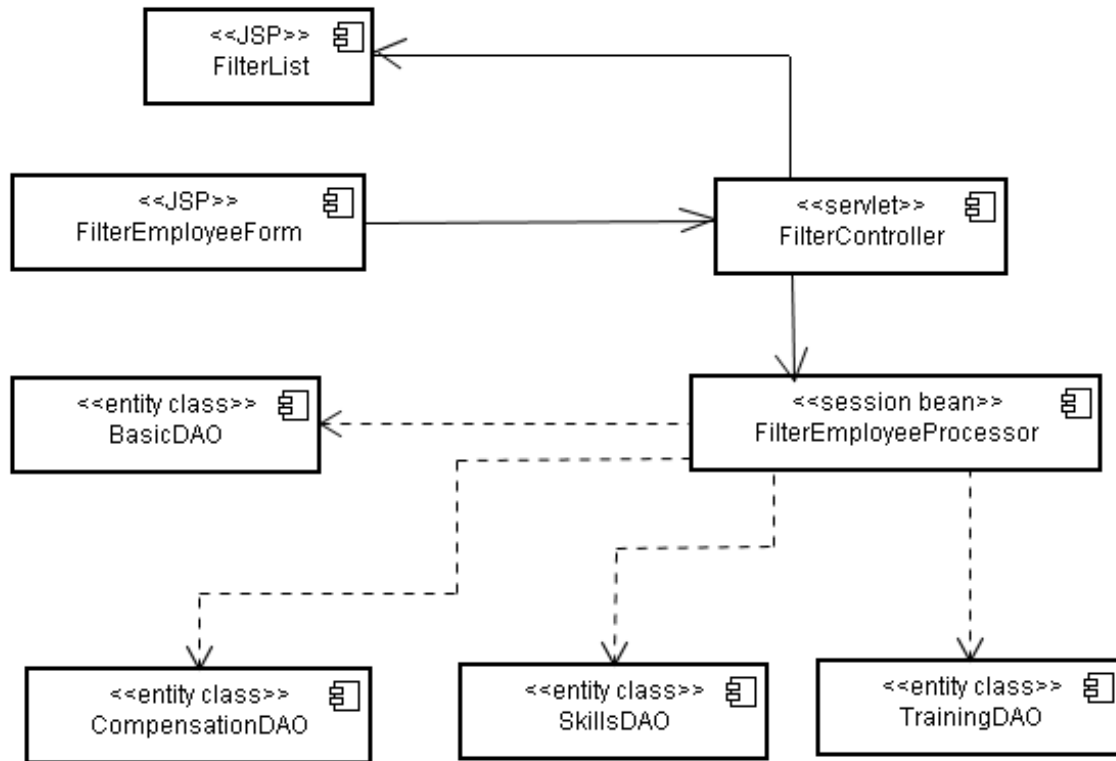 <<JSP>>
FilterList
<<JSP>>
FilterEmployeeForm
<<servlet>>
FilterController
<<entity class>>
BasicDAO
<<session bean>>
FilterEmployeeProcessor
<<entity class>>
CompensationDAO
<<entity class>>
SkillsDAO
<<entity class>>
TrainingDAO